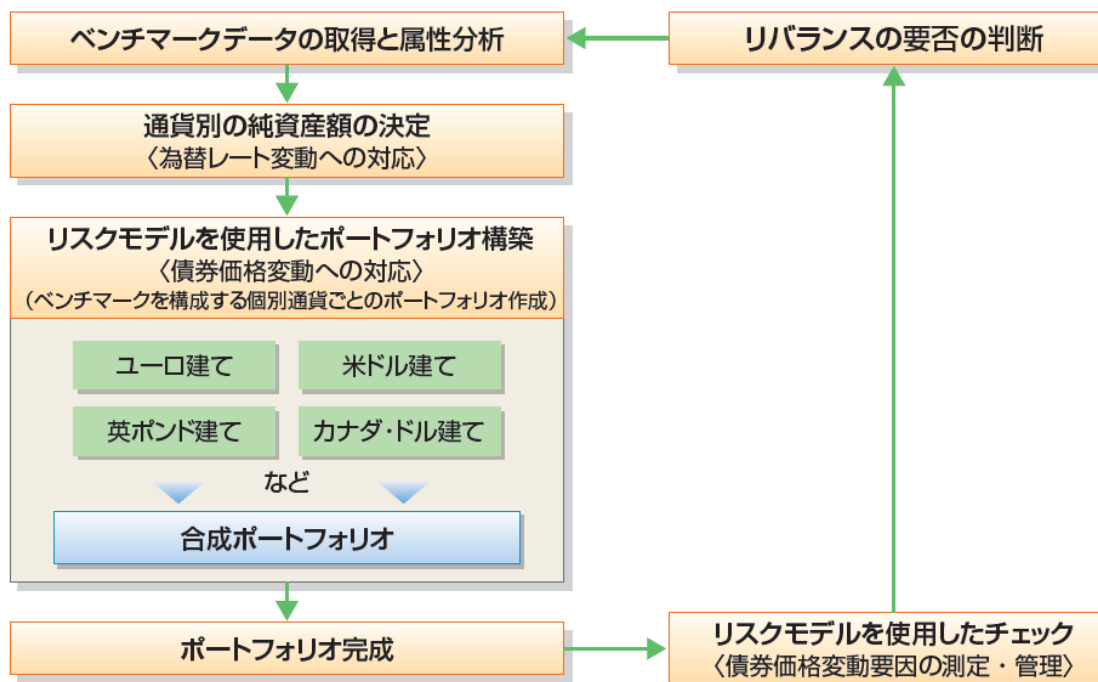 ベンチマークデータの取得と属性分析
リバランスの要否の判断
通貨別の純資産額の決定
〈為替レート変動への対応〉
リスクモデルを使用したポートフォリオ構築
〈債券価格変動への対応〉
（ベンチマークを構成する個別通貨ごとのポートフォリオ作成）
ユーロ建て
米ドル建て
英ポンド建て
カナダ・ドル建て
など
合成ポートフォリオ
ポートフォリオ完成
リスクモデルを使用したチェック
〈債券価格変動要因の測定・管理〉